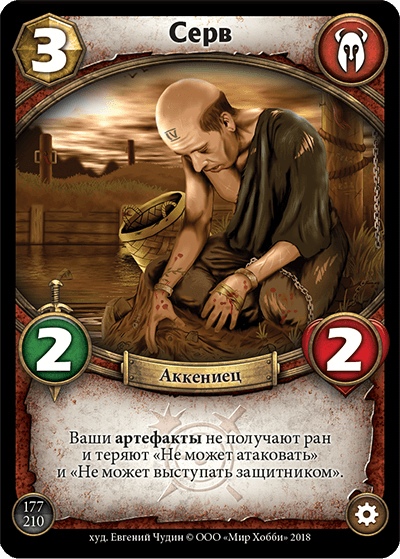 3
Серв
IV
2
Аккениец
2
Ваши артефакты не получают ран
и теряют «Не может атаковать»
и «Не может выступать защитником».
177
210
худ. Евгений Чудин © ООО «Мир Хобби» 2018